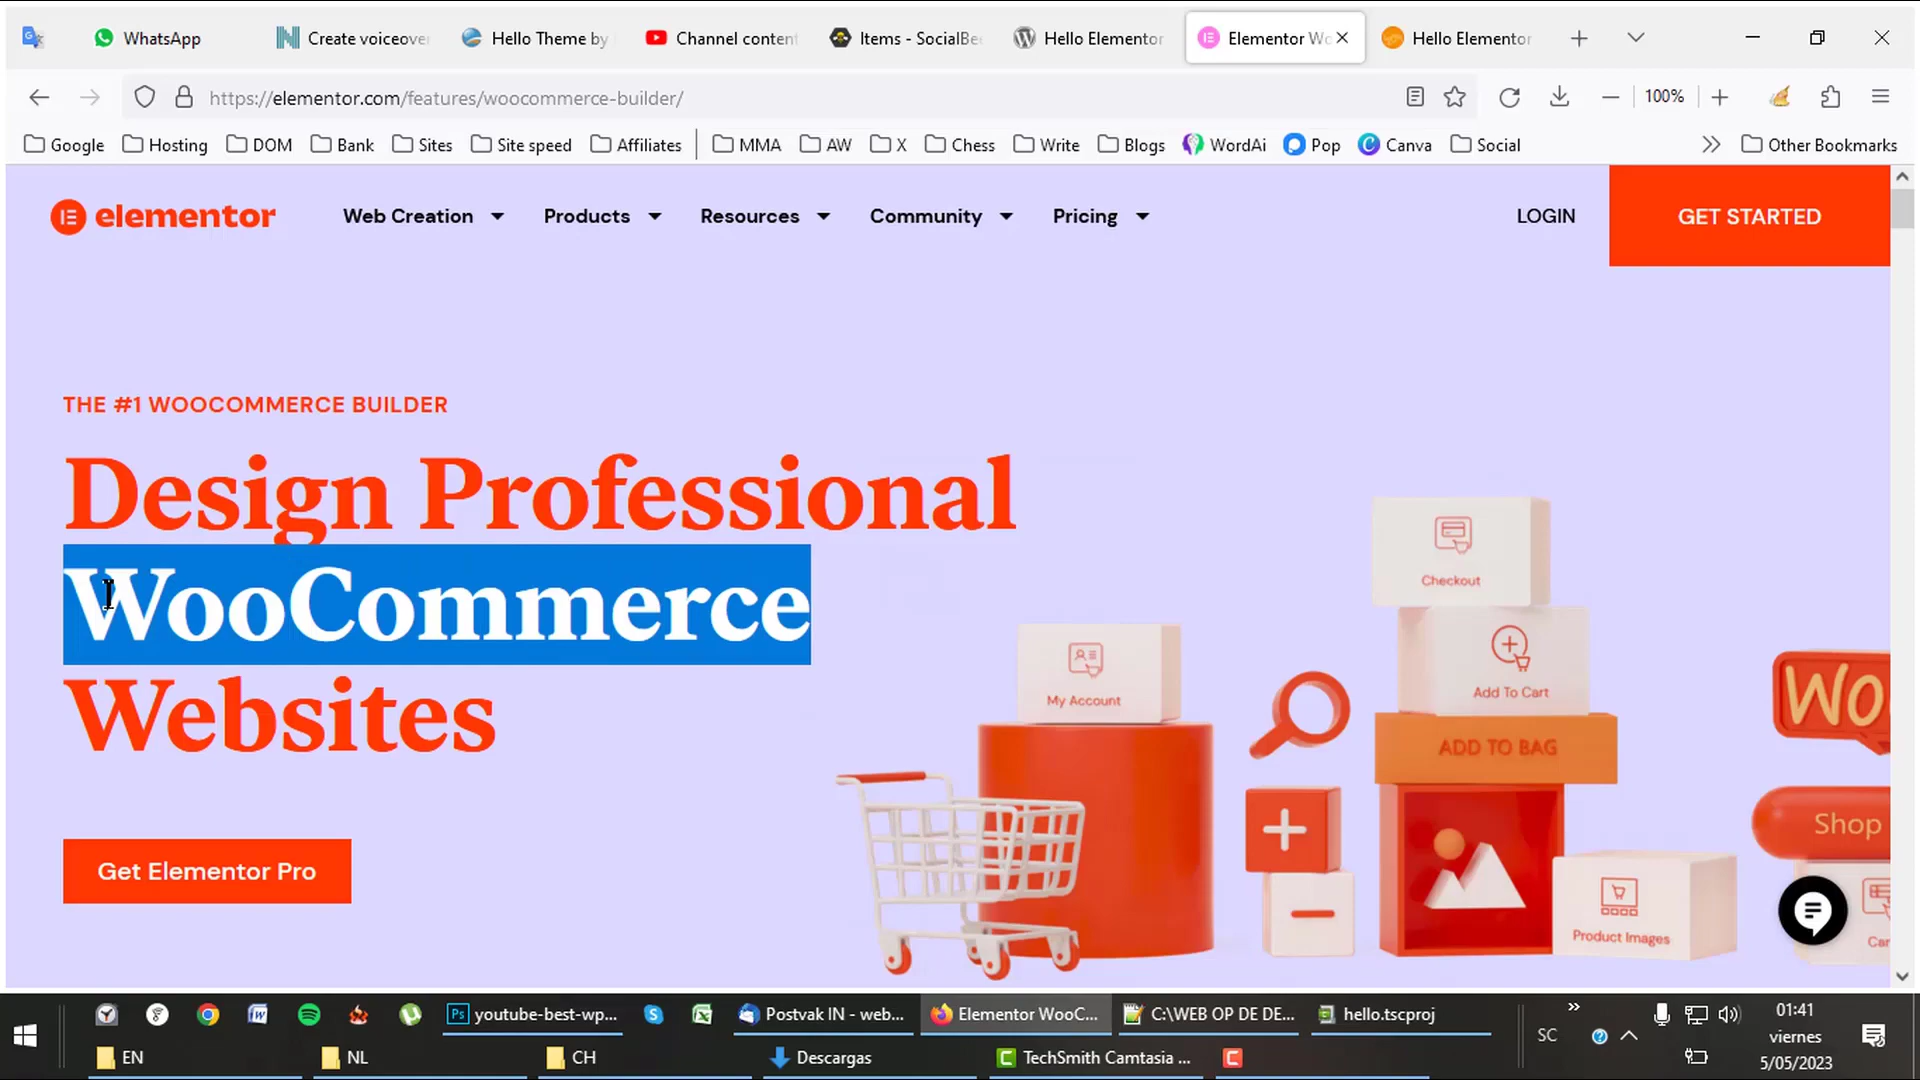 WhatsApp
Create voiceover
Hello Theme by
Channel content
Items - SocialBee
Hello Elementor
Elementor Wo
Hello Elementor
https://elementor.com/features/woocommerce-builder/
100%
Google
Hosting
DOM
Bank
Sites
Site speed
Affiliates
MMA
AW
X
Chess
Write
Blogs
WordAi
Pop
Canva
Social
Other Bookmarks
elementor
Web Creation
Products
Resources
Community
Pricing
LOGIN
GET STARTED
THE #1 WOOCOMMERCE BUILDER
Design Professional
WooCommerce
Websites
Get Elementor Pro
Checkout
My Account
Add To Cart
ADD TO BAG
Wo
Shop
Product Images
Car
youtube-best-wp...
Postvak IN - web...
Elementor WooC...
C:\WEB OP DE DE...
hello.tscproj
SC
01:41
viernes
5/05/2023
EN
NL
CH
Descargas
TechSmith Camtasia ...